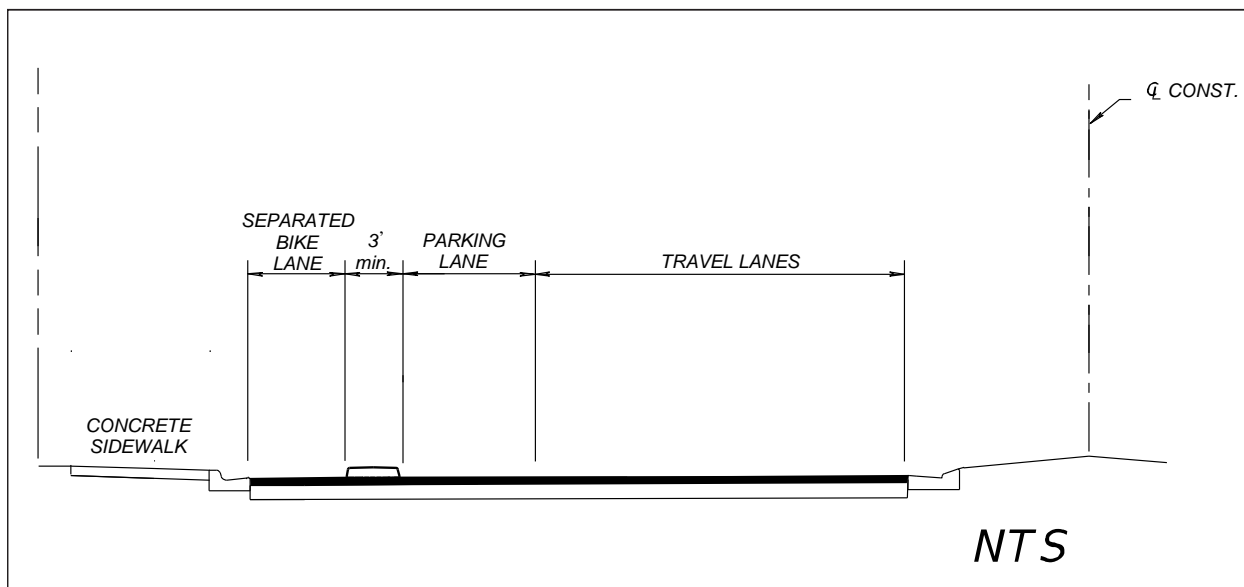 ℄ CONST.
SEPARATED
BIKE
LANE
3'
min.
PARKING
LANE
TRAVEL LANES
CONCRETE
SIDEWALK
NTS